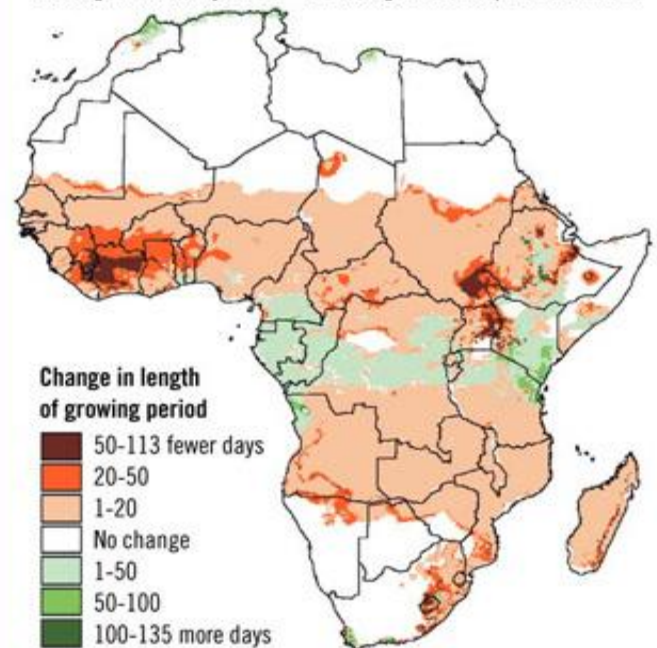 Change in length
of growing period
50-113 fewer days
20-50
1-20
No change
1-50
50-100
100-135 more days